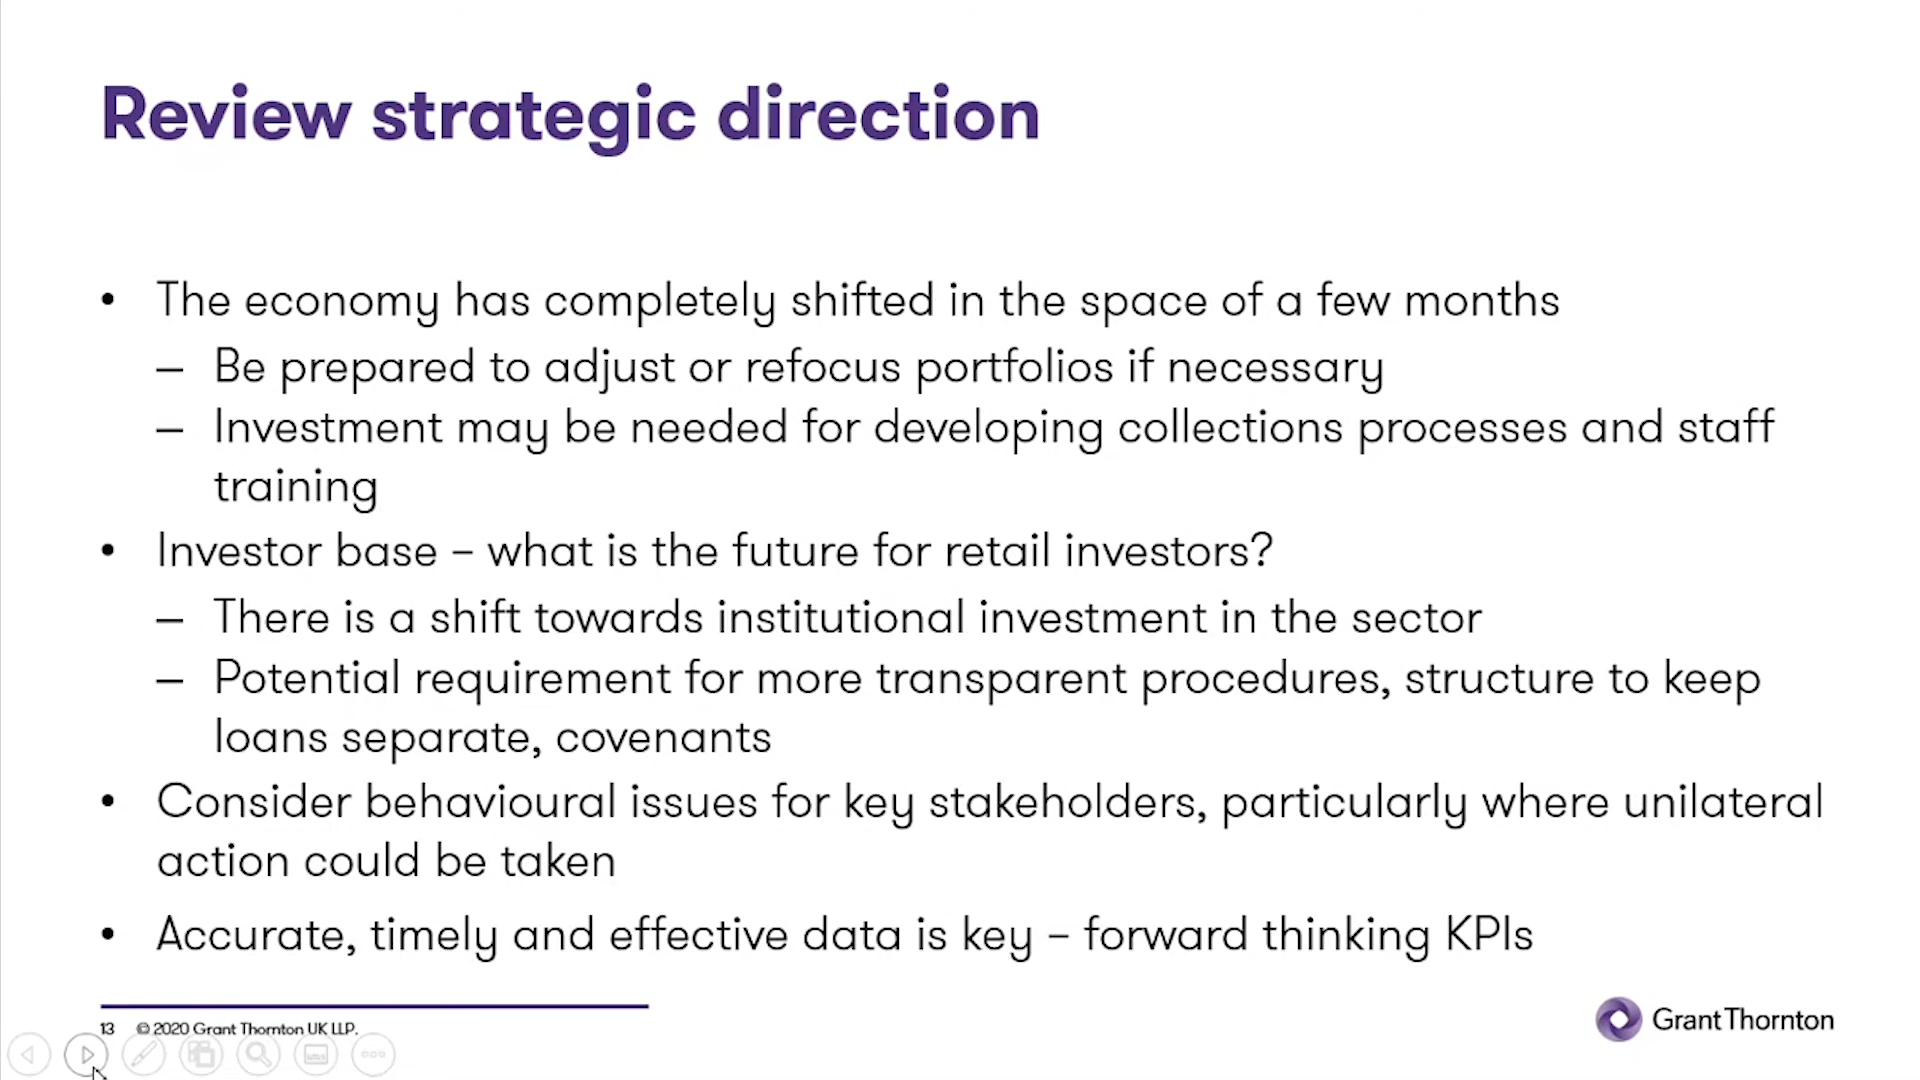 Review strategic direction
• The economy has completely shifted in the space of a few months
– Be prepared to adjust or refocus portfolios if necessary
– Investment may be needed for developing collections processes and staff
training
• Investor base – what is the future for retail investors?
– There is a shift towards institutional investment in the sector
– Potential requirement for more transparent procedures, structure to keep
loans separate, covenants
• Consider behavioural issues for key stakeholders, particularly where unilateral
action could be taken
• Accurate, timely and effective data is key – forward thinking KPIs
13 © 2020 Grant Thornton UK LLP.
Grant Thornton